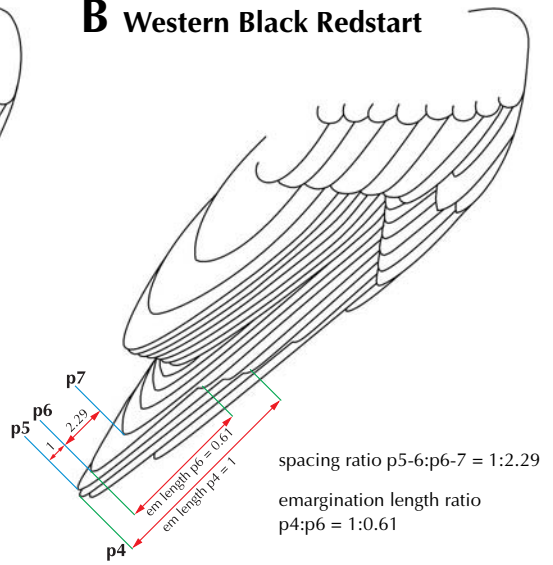 B Western Black Redstart
p7
p6
p5
2.29
1
em length p6 = 0.61
em length p4 = 1
spacing ratio p5-6:p6-7 = 1:2.29
emargination length ratio
p4:p6 = 1:0.61
p4